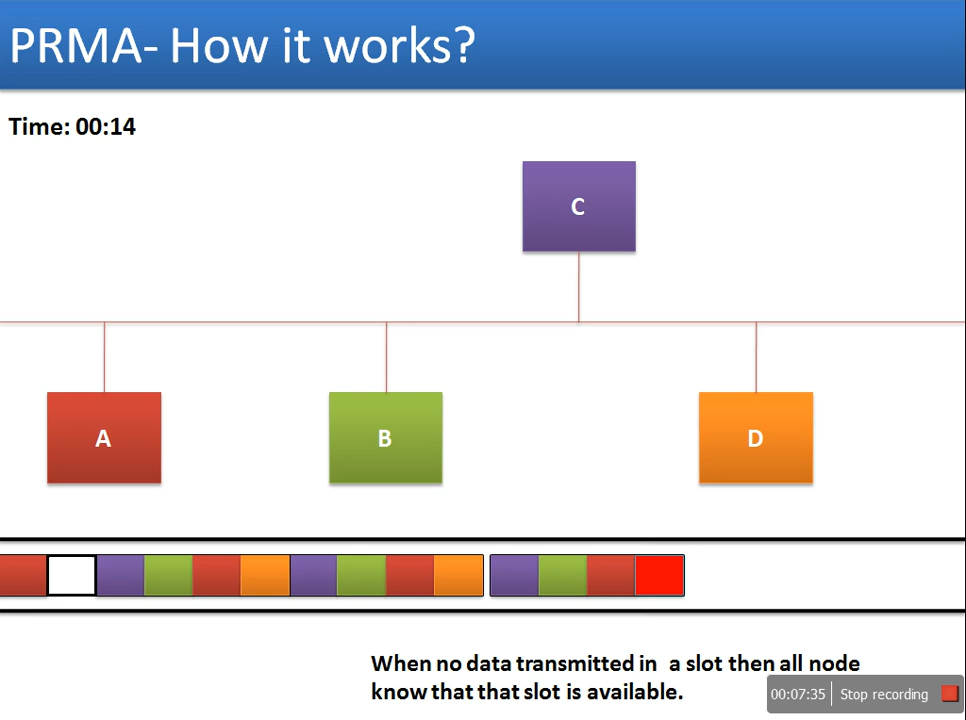 PRMA- How it works?
Time: 00:14
C
A
B
D
When no data transmitted in a slot then all node
know that that slot is available.
00:07:35 Stop recording